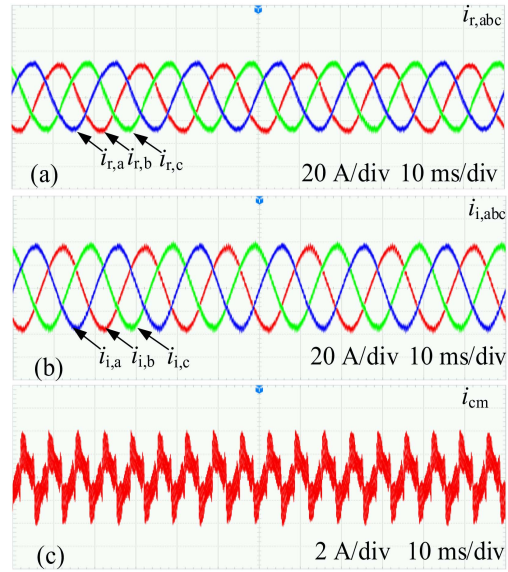 i_r,abc
i_r,a i_r,b i_r,c
(a) 20 A/div 10 ms/div
i_i,abc
i_i,a i_i,b i_i,c
(b) 20 A/div 10 ms/div
i_cm
(c) 2 A/div 10 ms/div